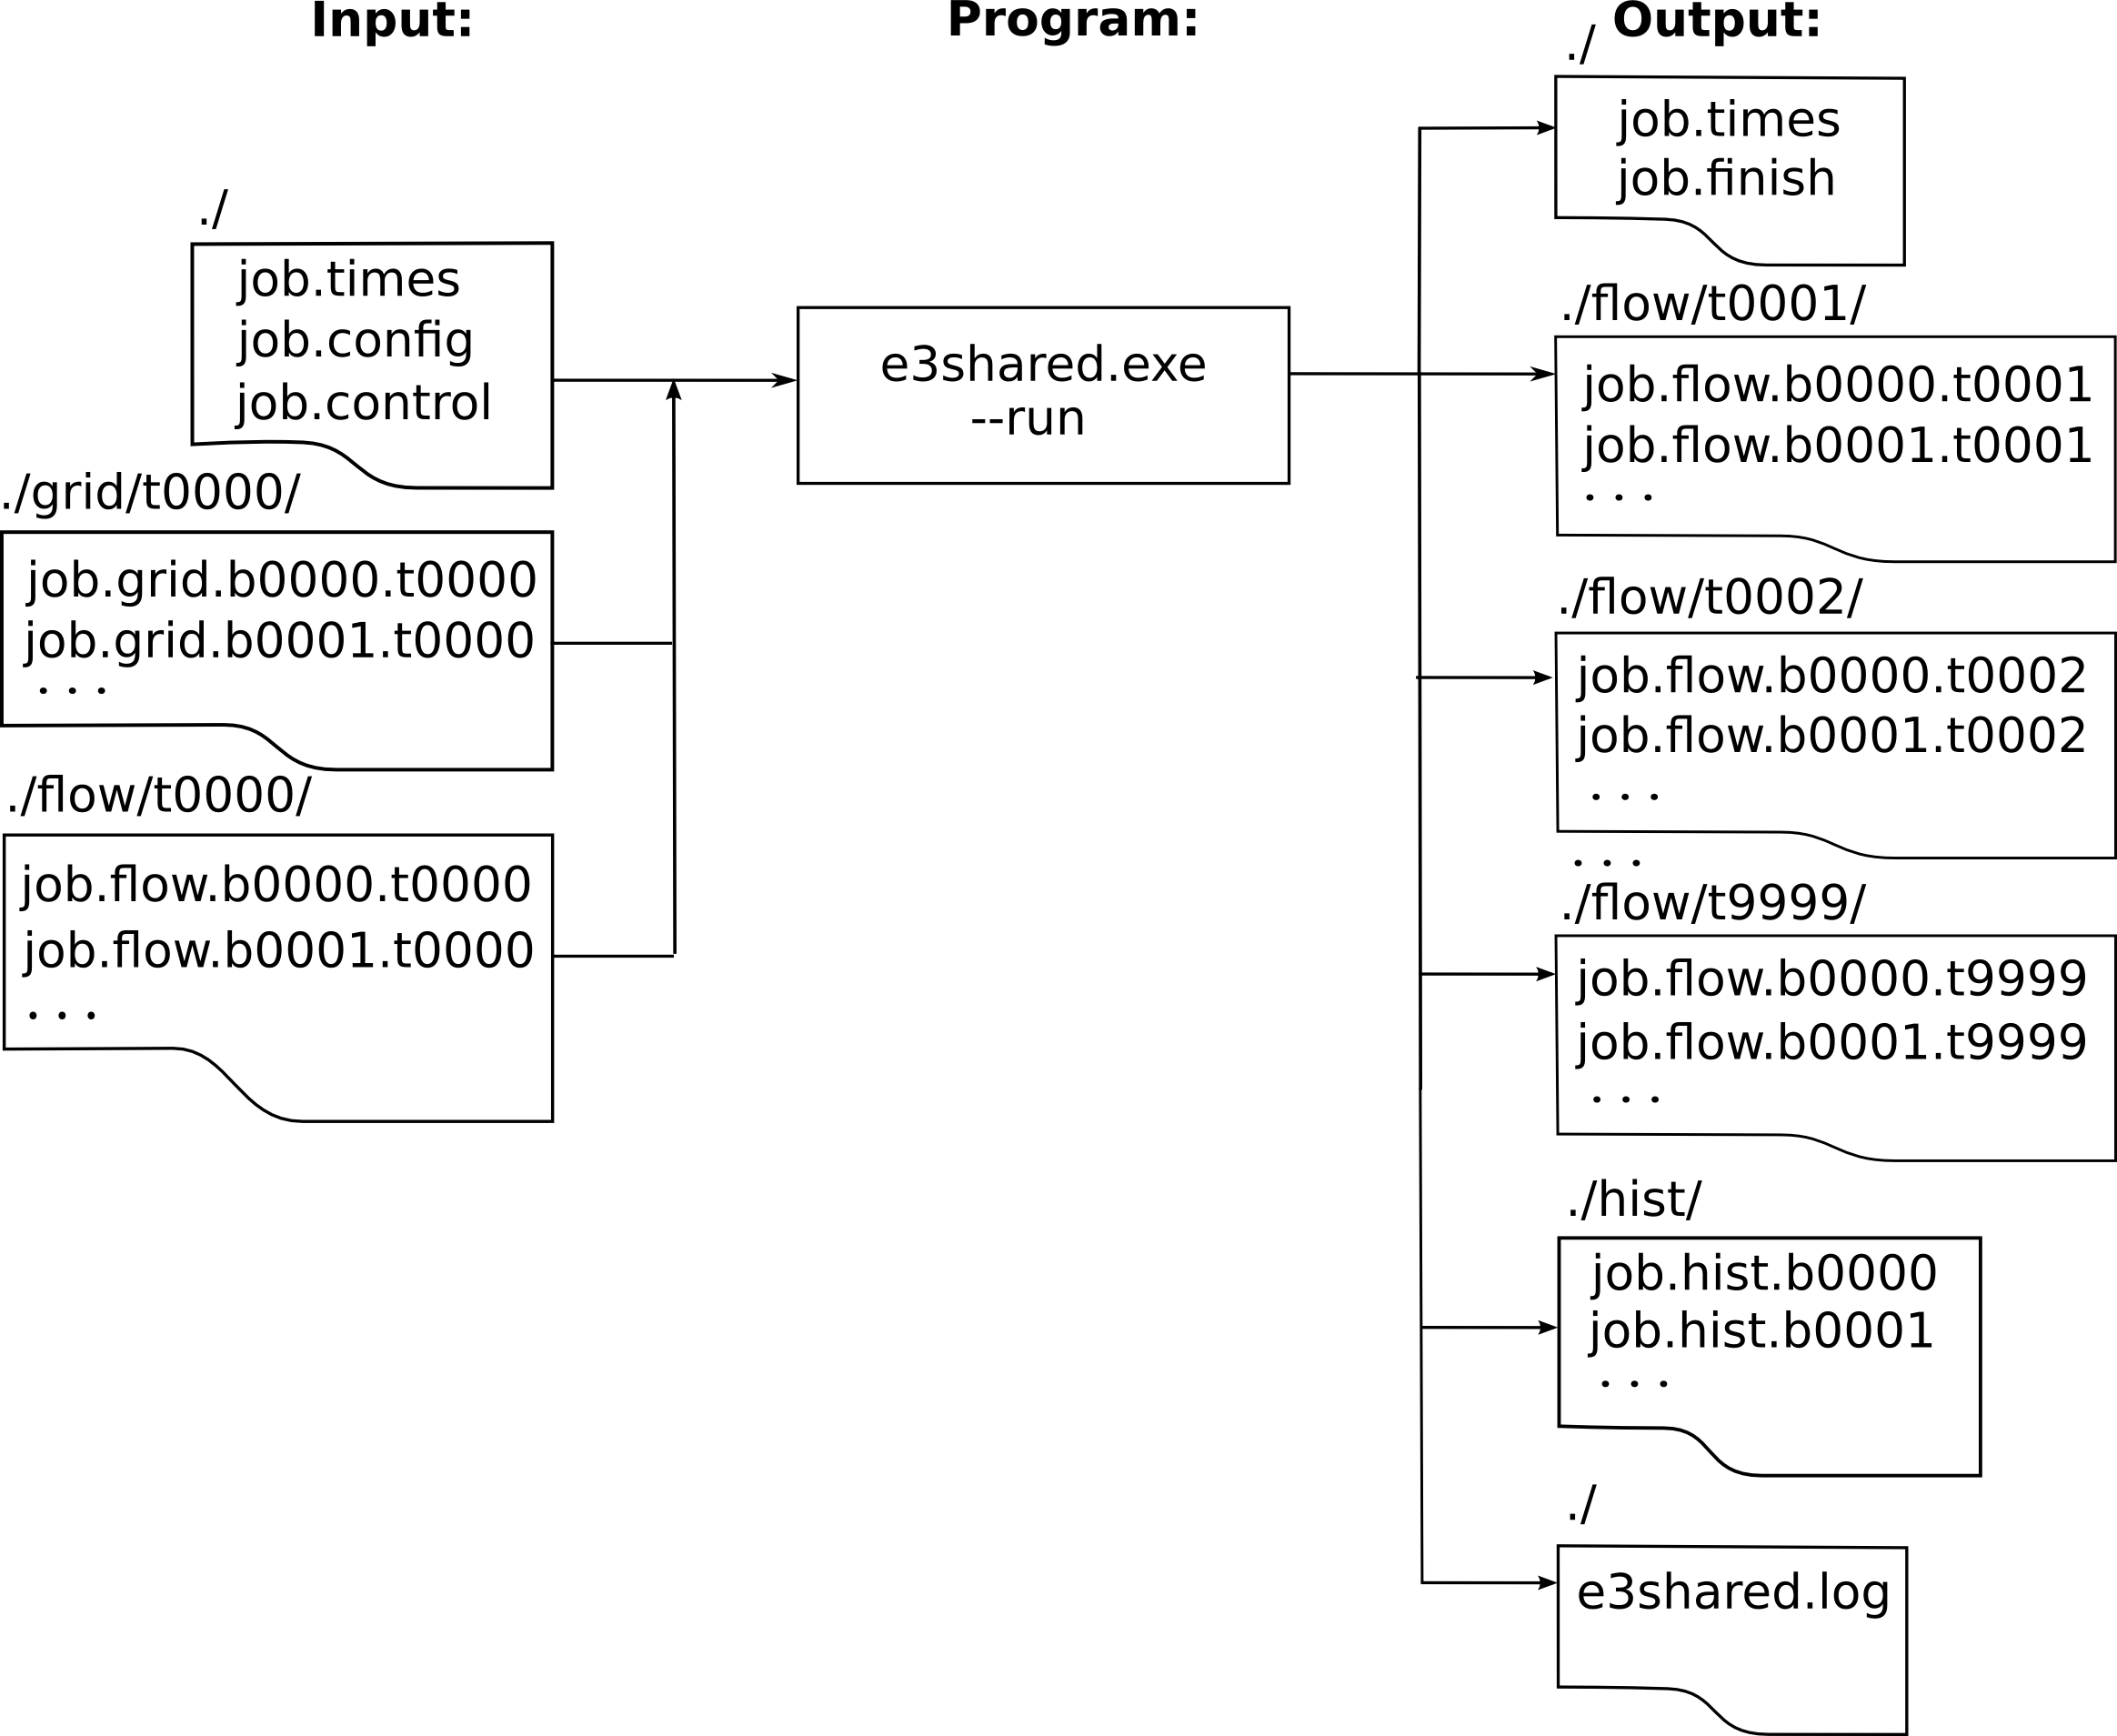 Input:
./
job.times
job.config
job.control
./grid/t0000/
job.grid.b0000.t0000
job.grid.b0001.t0000
. . .
./flow/t0000/
job.flow.b0000.t0000
job.flow.b0001.t0000
. . .
Program:
e3shared.exe
--run
Output:
./
job.times
job.finish
./flow/t0001/
job.flow.b0000.t0001
job.flow.b0001.t0001
. . .
./flow/t0002/
job.flow.b0000.t0002
job.flow.b0001.t0002
. . .
. . .
./flow/t9999/
job.flow.b0000.t9999
job.flow.b0001.t9999
. . .
./hist/
job.hist.b0000
job.hist.b0001
. . .
./
e3shared.log